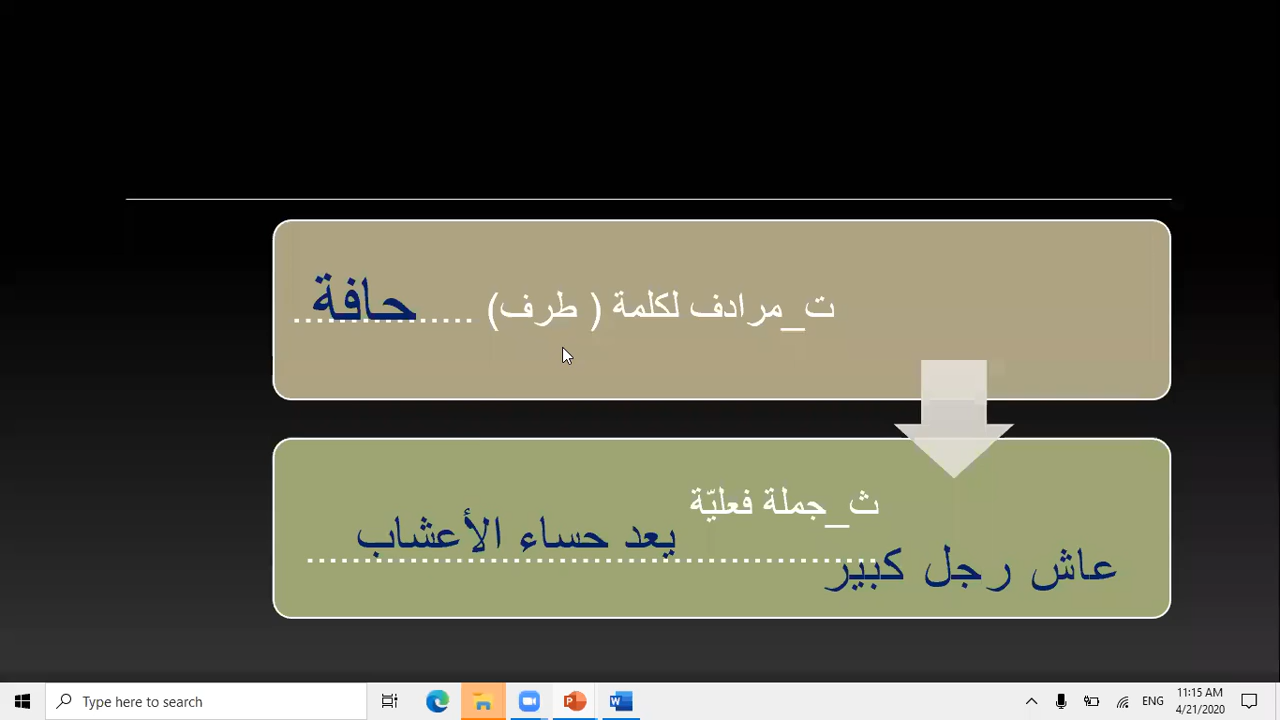 ت_مرادف لكلمة ( طرف) .....حافة......
ث_جملة فعليّة
يعد حساء الأعشاب
عاش رجل كبير
Type here to search
ENG
11:15 AM
4/21/2020